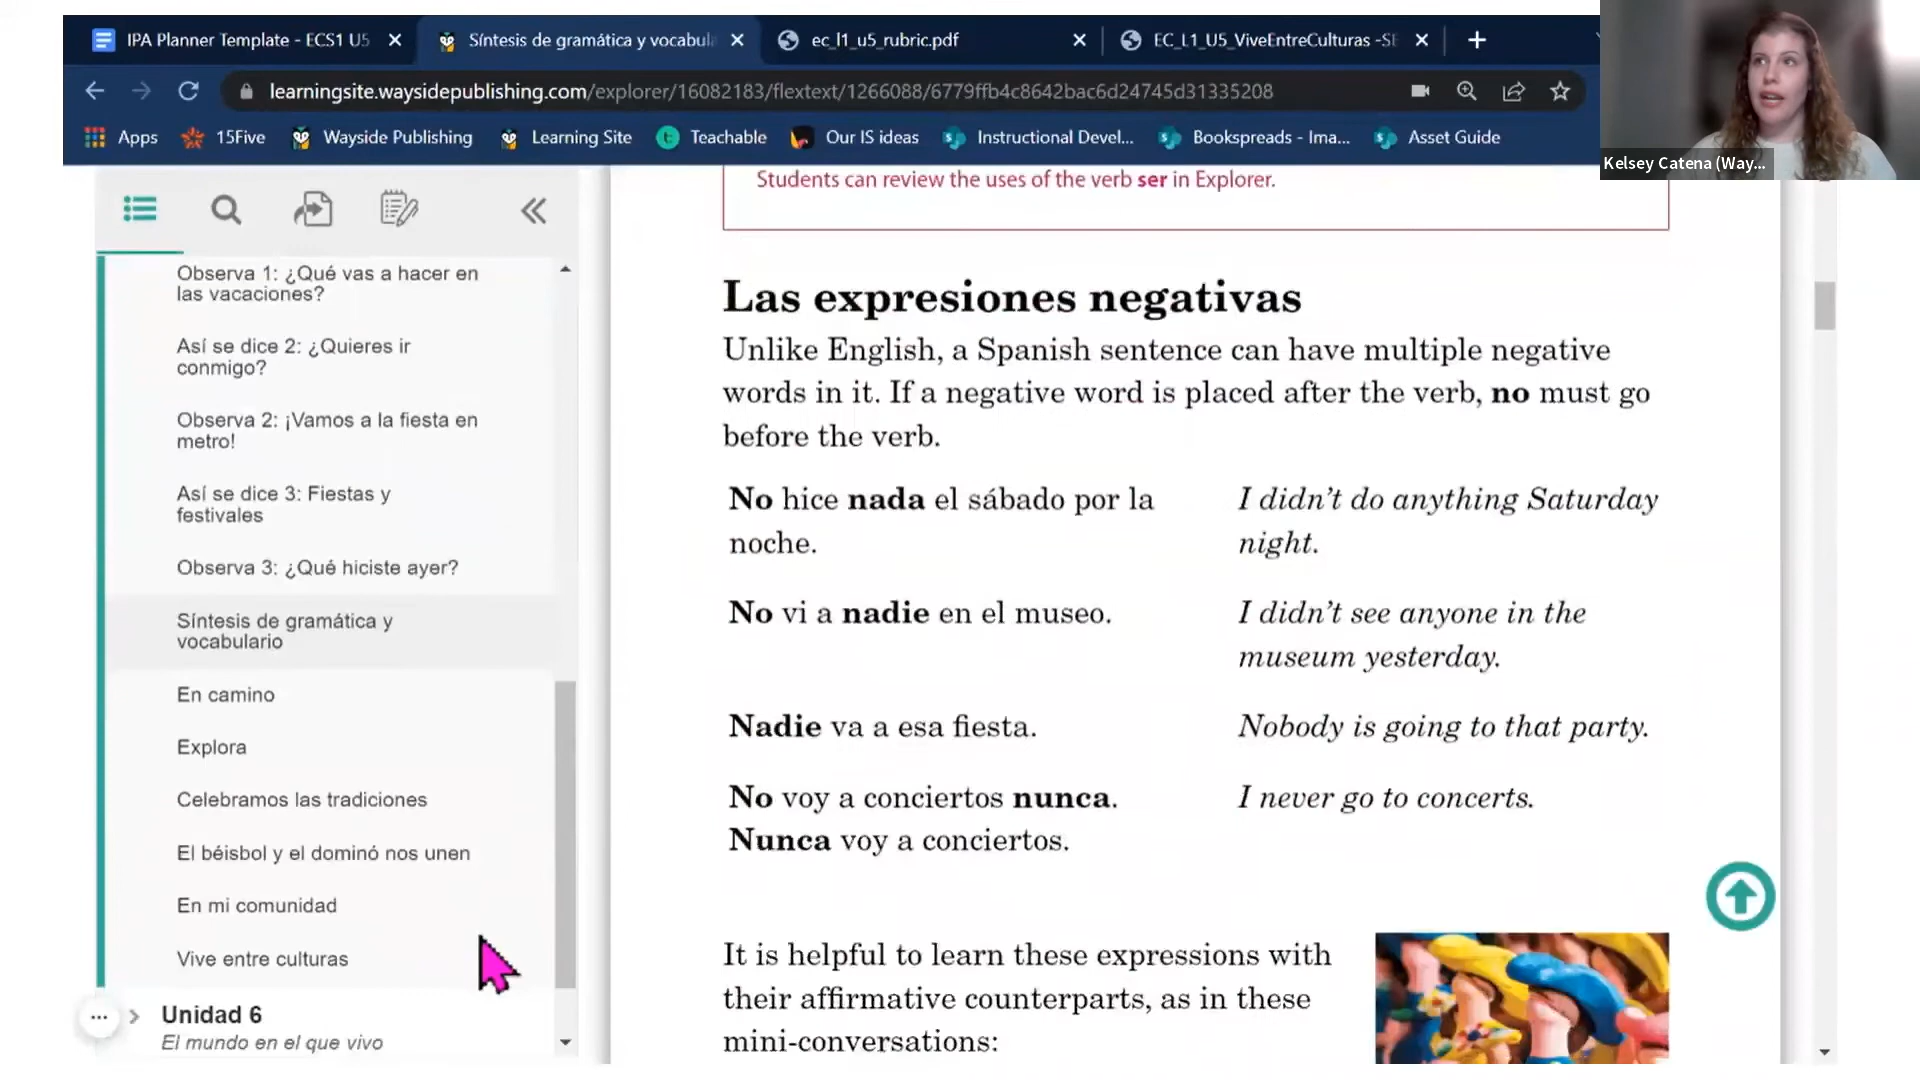 IPA Planner Template - ECS1 U5
Síntesis de gramática y vocabula
ec_l1_u5_rubric.pdf
EC_L1_U5_ViveEntreCulturas -SE
learningsite.waysidepublishing.com/explorer/16082183/flextext/1266088/6779ffb4c8642bac6d24745d31335208
Apps
15Five
Wayside Publishing
Learning Site
Teachable
Our IS ideas
Instructional Devel...
Bookspreads - Ima...
Asset Guide
Kelsey Catena (Way...
Observa 1: ¿Qué vas a hacer en
las vacaciones?
Así se dice 2: ¿Quieres ir
conmigo?
Observa 2: ¡Vamos a la fiesta en
metro!
Así se dice 3: Fiestas y
festivales
Observa 3: ¿Qué hiciste ayer?
Síntesis de gramática y
vocabulario
En camino
Explora
Celebramos las tradiciones
El béisbol y el dominó nos unen
En mi comunidad
Vive entre culturas
Unidad 6
El mundo en el que vivo
Students can review the uses of the verb ser in Explorer.
Las expresiones negativas
Unlike English, a Spanish sentence can have multiple negative
words in it. If a negative word is placed after the verb, no must go
before the verb.
No hice nada el sábado por la
noche.
I didn't do anything Saturday
night.
No vi a nadie en el museo.
I didn't see anyone in the
museum yesterday.
Nadie va a esa fiesta.
Nobody is going to that party.
No voy a conciertos nunca.
Nunca voy a conciertos.
I never go to concerts.
It is helpful to learn these expressions with
their affirmative counterparts, as in these
mini-conversations: